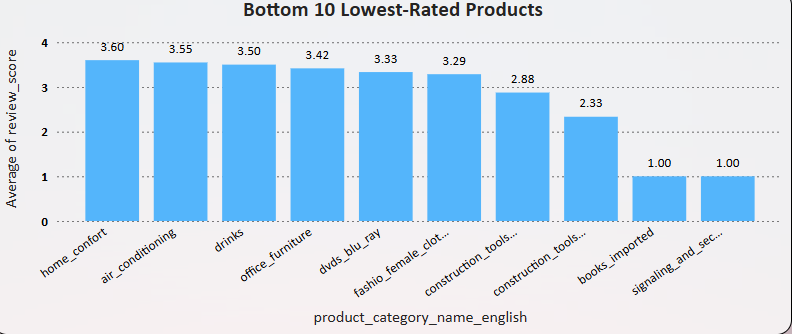 Bottom 10 Lowest-Rated Products
Average of review_score
4
3
2
1
0
3.60
3.55
3.50
3.42
3.33
3.29
2.88
2.33
1.00
1.00
home_confort
air_conditioning
drinks
office_furniture
dvds_blu_ray
fashio_female_clot...
construction_tools...
construction_tools...
books_imported
signaling_and_sec...
product_category_name_english